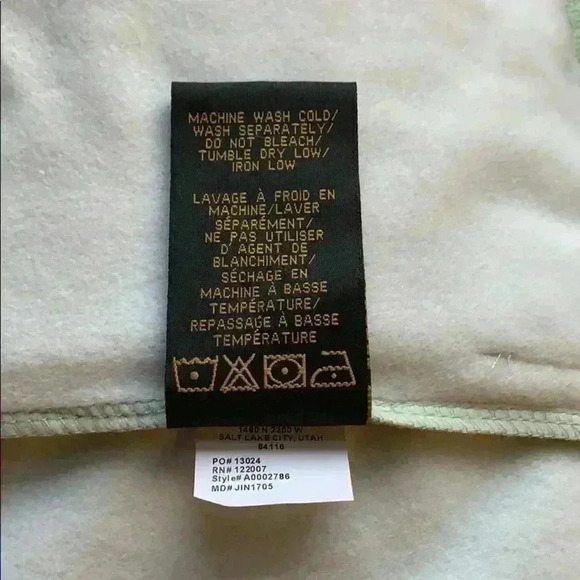 MACHINE WASH COLD/
WASH SEPARATELY/
DO NOT BLEACH/
TUMBLE DRY LOW/
IRON LOW
LAVAGE À FROID EN
MACHINE/LAVER
SÉPARÉMENT/
NE PAS UTILISER
D'AGENT DE
BLANCHIMENT/
SÉCHAGE EN
MACHINE À BASSE
TEMPÉRATURE/
REPASSAGE À BASSE
TEMPÉRATURE
1480 N 2200 W
SALT LAKE CITY, UTAH
84116
PO# 13024
RN# 122007
Style# A0002786
MD# JIN1705